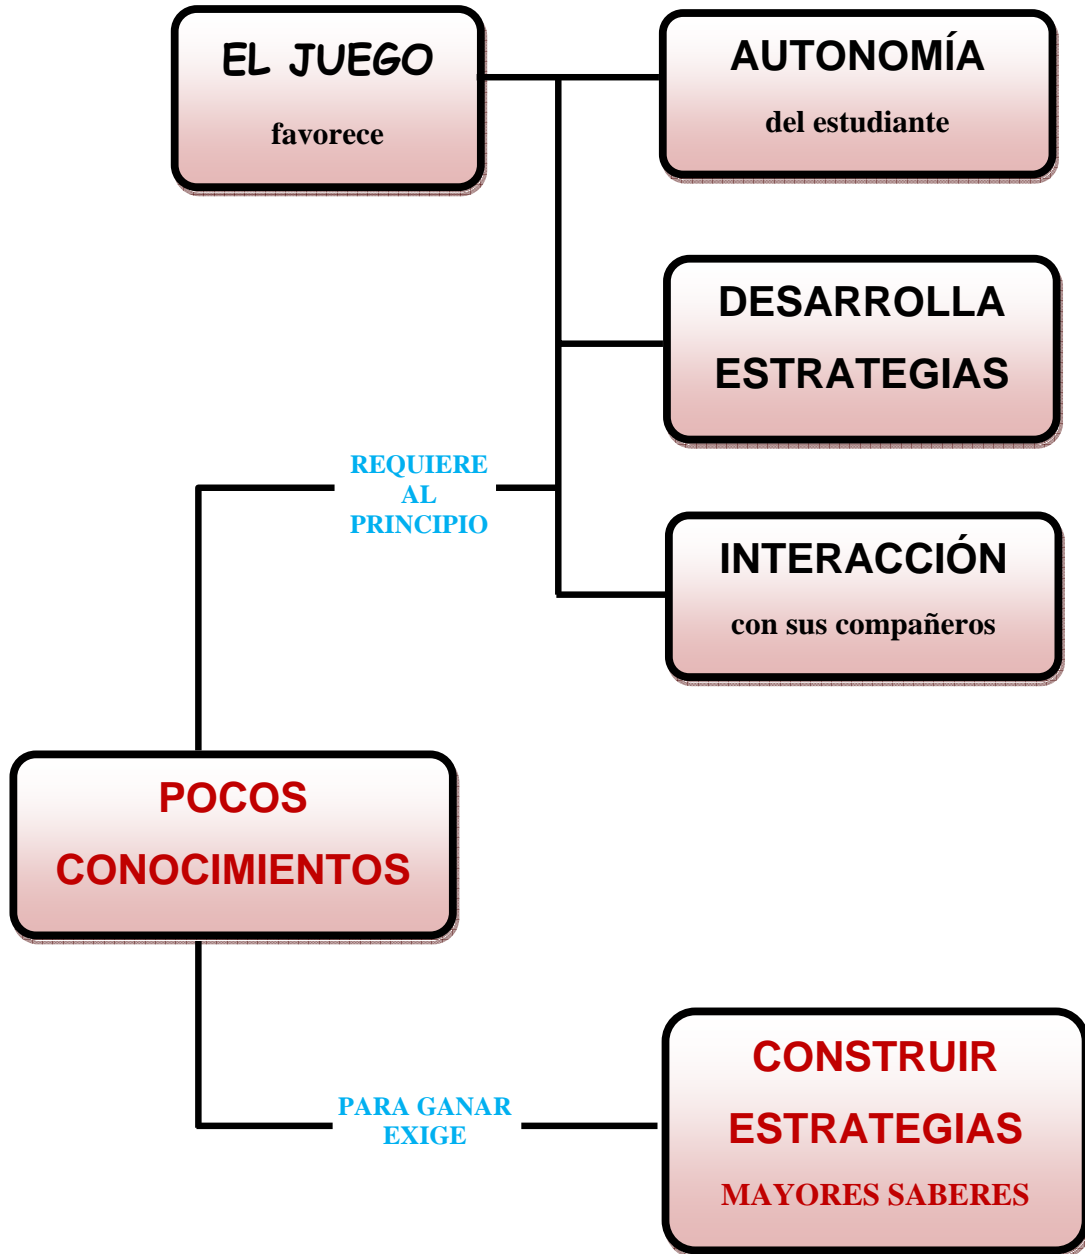 EL JUEGO
favorece
AUTONOMÍA
del estudiante
DESARROLLA
ESTRATEGIAS
REQUIERE
AL
PRINCIPIO
INTERACCIÓN
con sus compañeros
POCOS
CONOCIMIENTOS
PARA GANAR
EXIGE
CONSTRUIR
ESTRATEGIAS
MAYORES SABERES